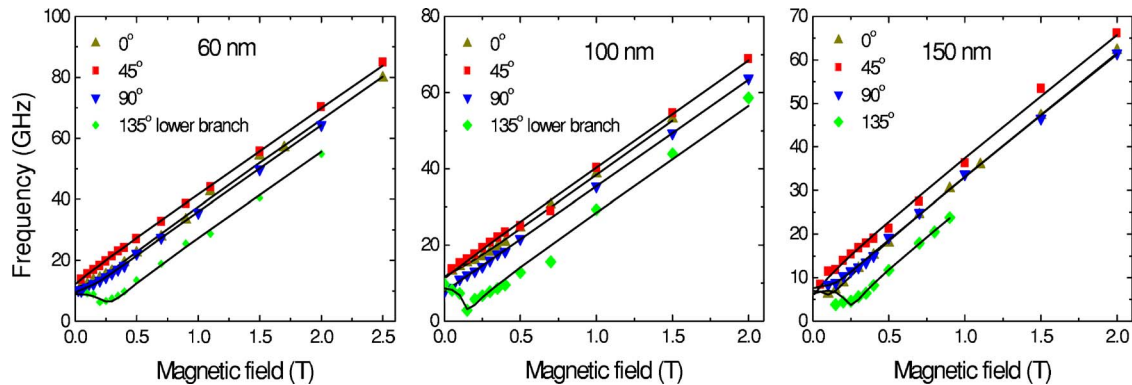 60 nm
0°
45°
90°
135° lower branch
Frequency (GHz)
100
80
60
40
20
0
0.0 0.5 1.0 1.5 2.0 2.5
Magnetic field (T)
100 nm
0°
45°
90°
135° lower branch
80
60
40
20
0
0.0 0.5 1.0 1.5 2.0
Magnetic field (T)
150 nm
0°
45°
90°
135°
70
60
50
40
30
20
10
0
0.0 0.5 1.0 1.5 2.0
Magnetic field (T)